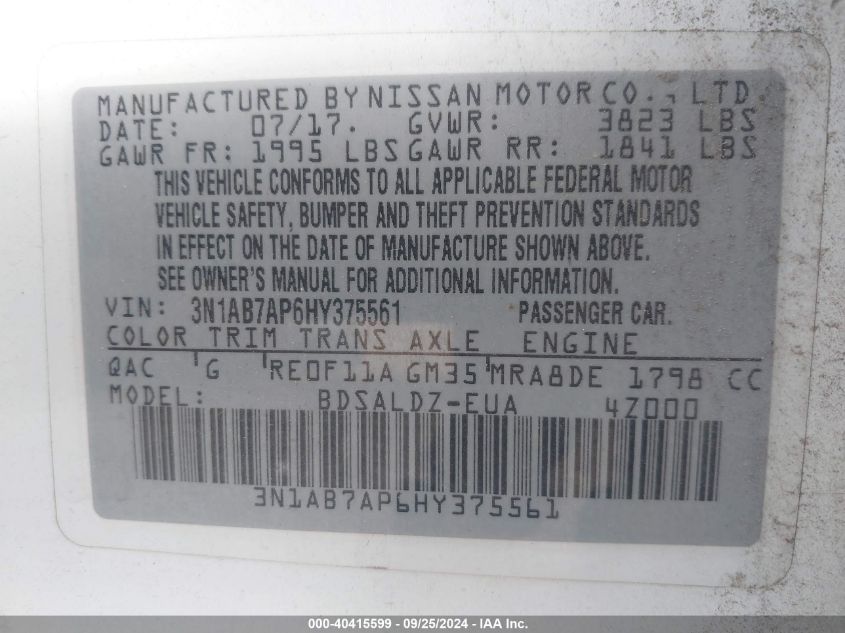 MANUFACTURED BY NISSAN MOTOR CO., LTD.
DATE: 07/17. GVWR: 3823 LBS
GAWR FR: 1995 LBS GAWR RR: 1841 LBS
THIS VEHICLE CONFORMS TO ALL APPLICABLE FEDERAL MOTOR
VEHICLE SAFETY, BUMPER AND THEFT PREVENTION STANDARDS
IN EFFECT ON THE DATE OF MANUFACTURE SHOWN ABOVE.
SEE OWNER'S MANUAL FOR ADDITIONAL INFORMATION.
VIN: 3N1AB7AP6HY375561 PASSENGER CAR.
COLOR TRIM TRANS AXLE ENGINE
QAC G RE0F11A GM35 MRA8DE 1798 CC
MODEL: BDSALDZ-EUA 4Z000
3N1AB7AP6HY375561
000-40415599 - 09/25/2024 - IAA Inc.